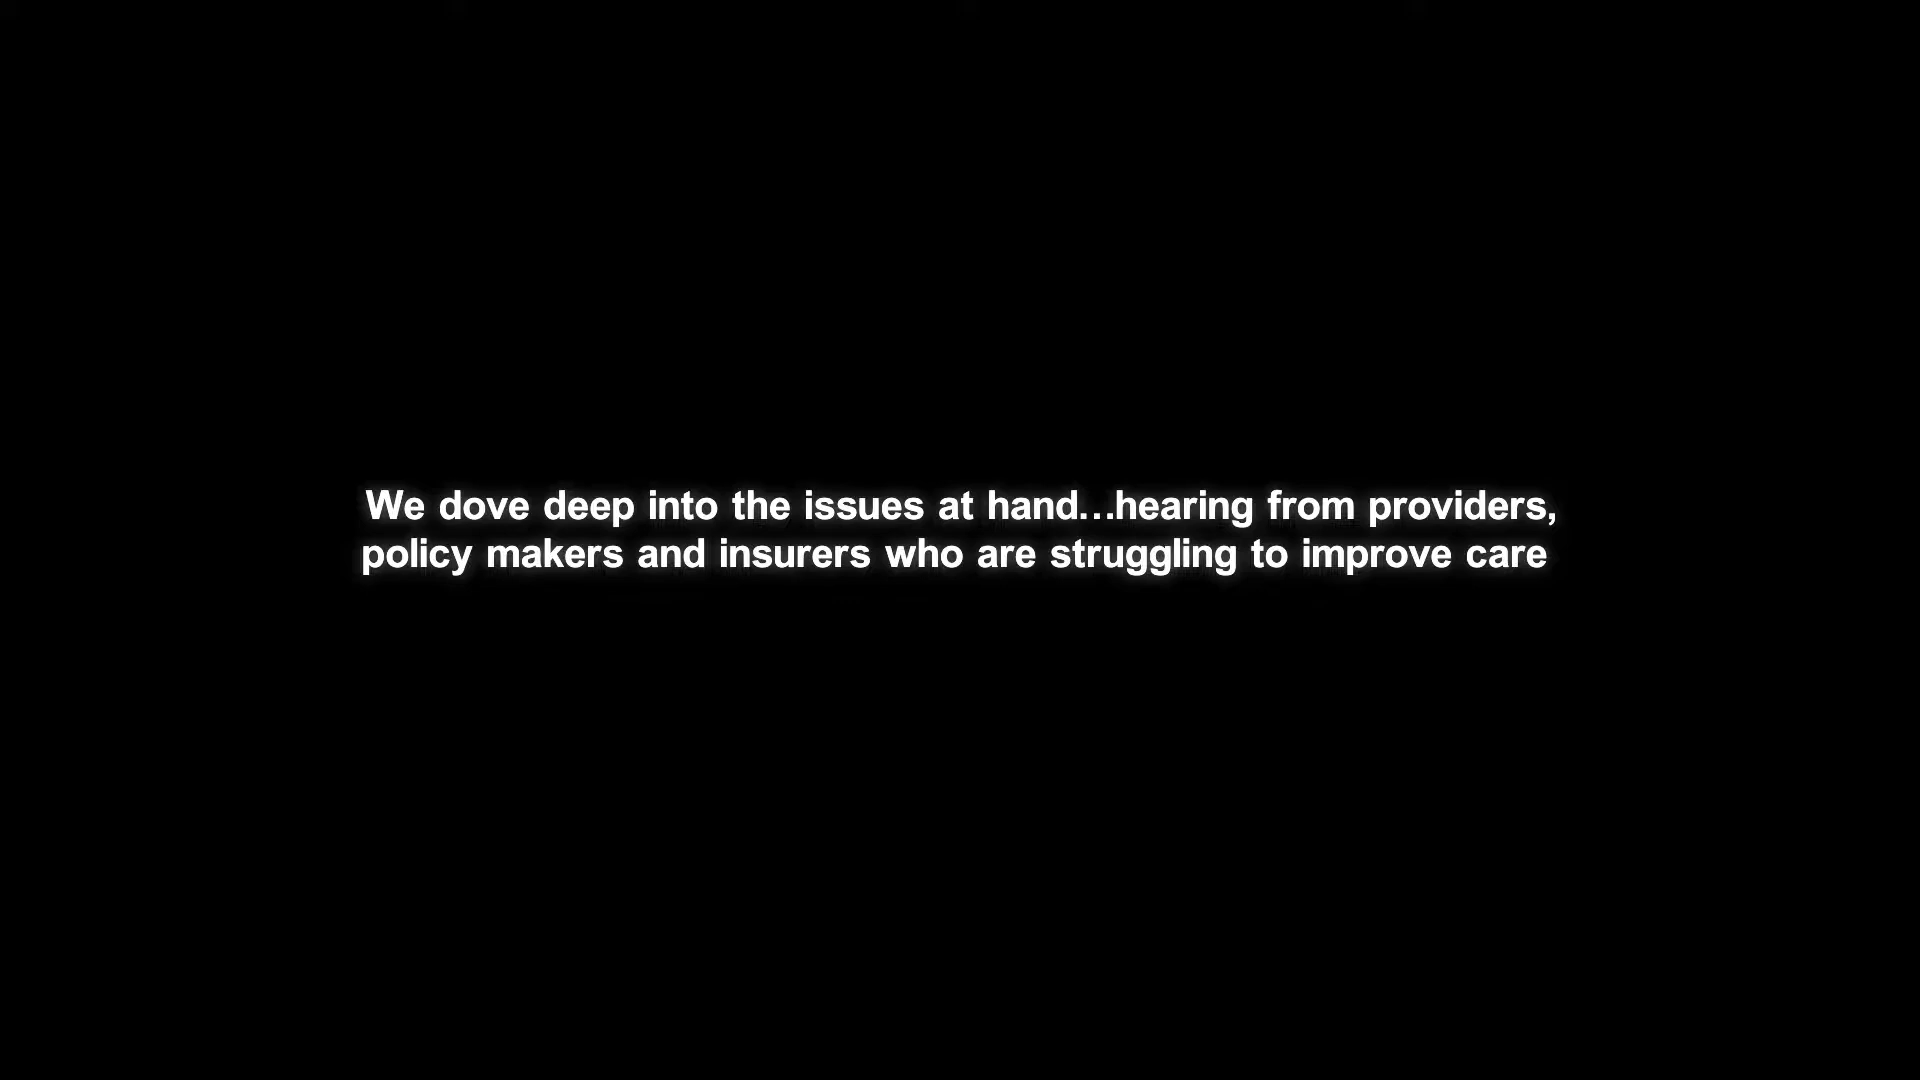 We dove deep into the issues at hand…hearing from providers,
policy makers and insurers who are struggling to improve care